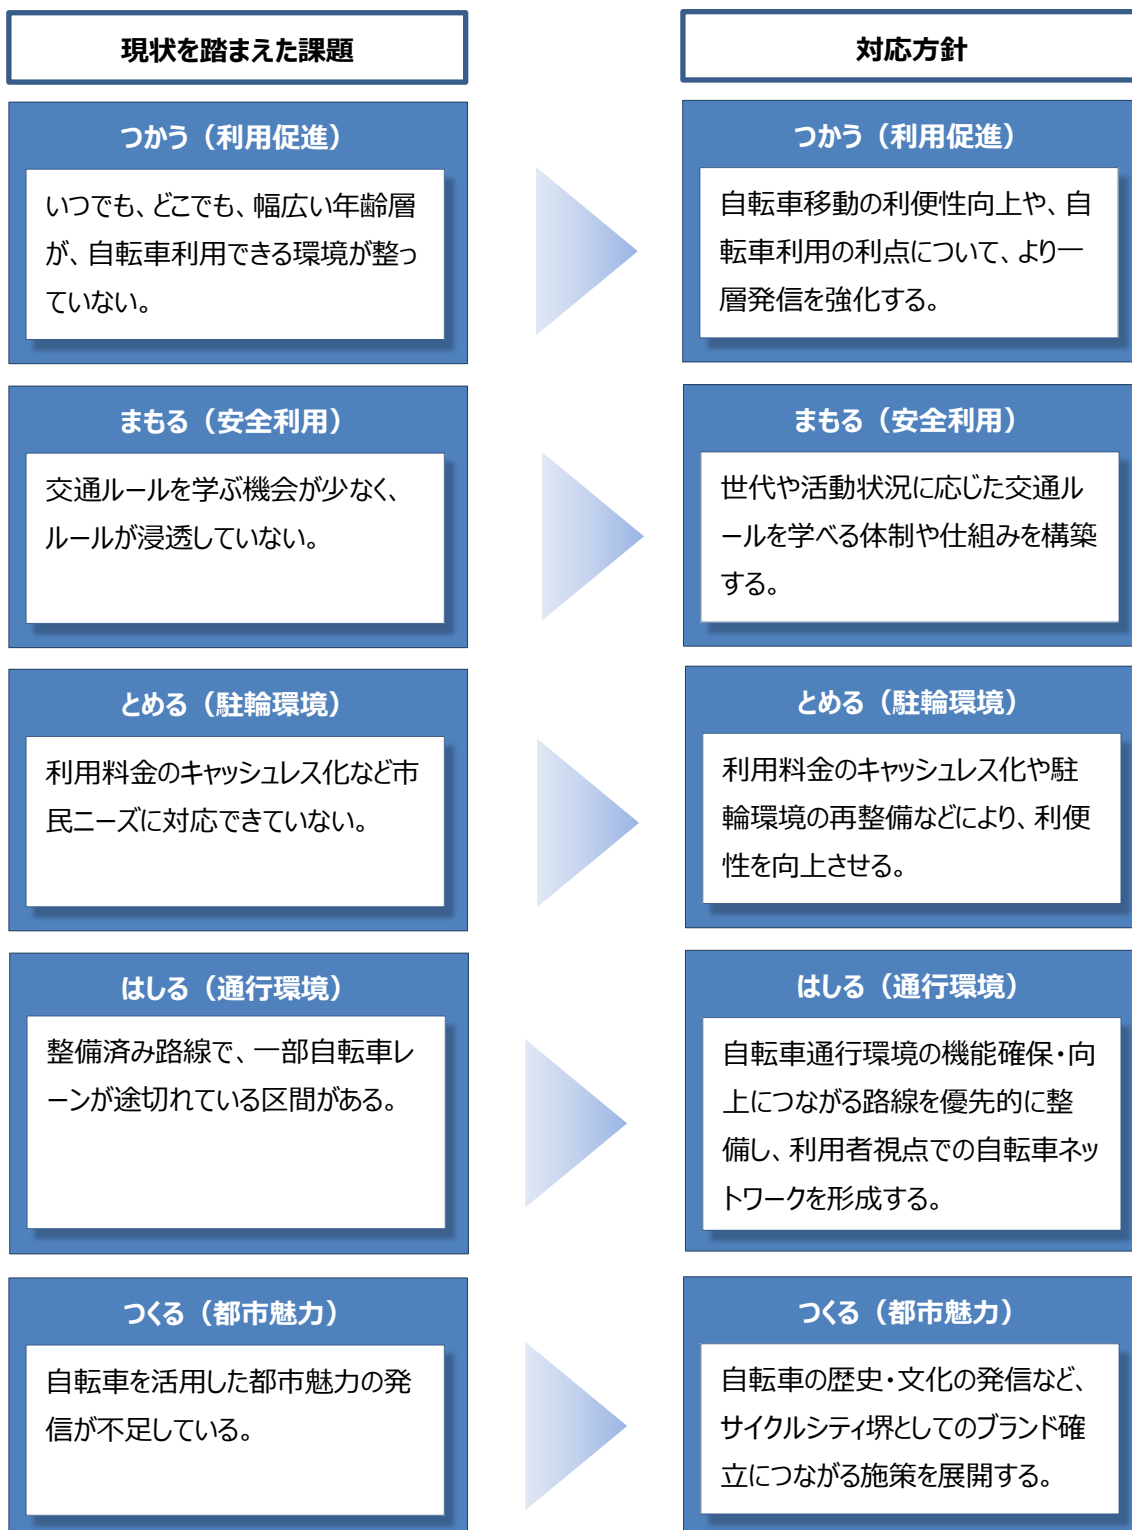 現状を踏まえた課題
対応方針
つかう（利用促進）
いつでも、どこでも、幅広い年齢層
が、自転車利用できる環境が整っ
ていない。
つかう（利用促進）
自転車移動の利便性向上や、自
転車利用の利点について、より一
層発信を強化する。
まもる（安全利用）
交通ルールを学ぶ機会が少なく、
ルールが浸透していない。
まもる（安全利用）
世代や活動状況に応じた交通ル
ールを学べる体制や仕組みを構築
する。
とめる（駐輪環境）
利用料金のキャッシュレス化など市
民ニーズに対応できていない。
とめる（駐輪環境）
利用料金のキャッシュレス化や駐
輪環境の再整備などにより、利便
性を向上させる。
はしる（通行環境）
整備済み路線で、一部自転車レ
ーンが途切れている区間がある。
はしる（通行環境）
自転車通行環境の機能確保・向
上につながる路線を優先的に整
備し、利用者視点での自転車ネッ
トワークを形成する。
つくる（都市魅力）
自転車を活用した都市魅力の発
信が不足している。
つくる（都市魅力）
自転車の歴史・文化の発信など、
サイクルシティ堺としてのブランド確
立につながる施策を展開する。